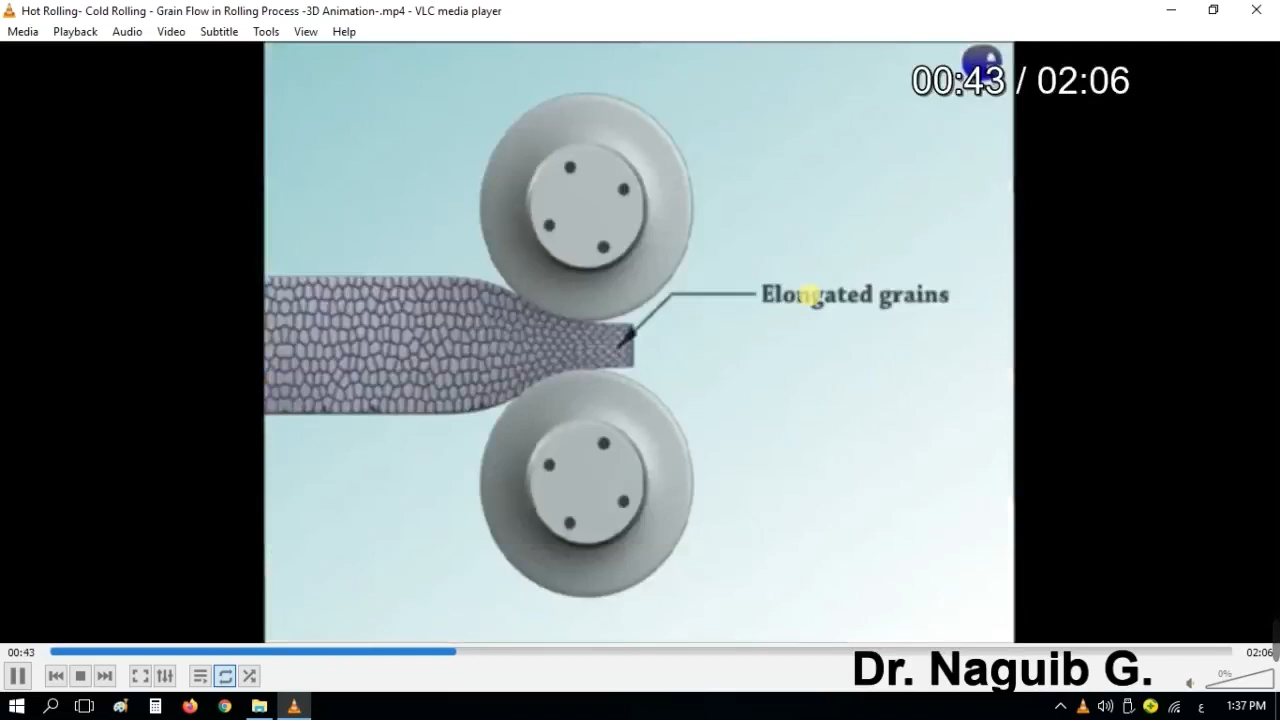 Hot Rolling- Cold Rolling - Grain Flow in Rolling Process -3D Animation-.mp4 - VLC media player
Media Playback Audio Video Subtitle Tools View Help
00:43 / 02:06
Elongated grains
00:43 02:06
Dr. Naguib G.
0%
ع 1:37 PM